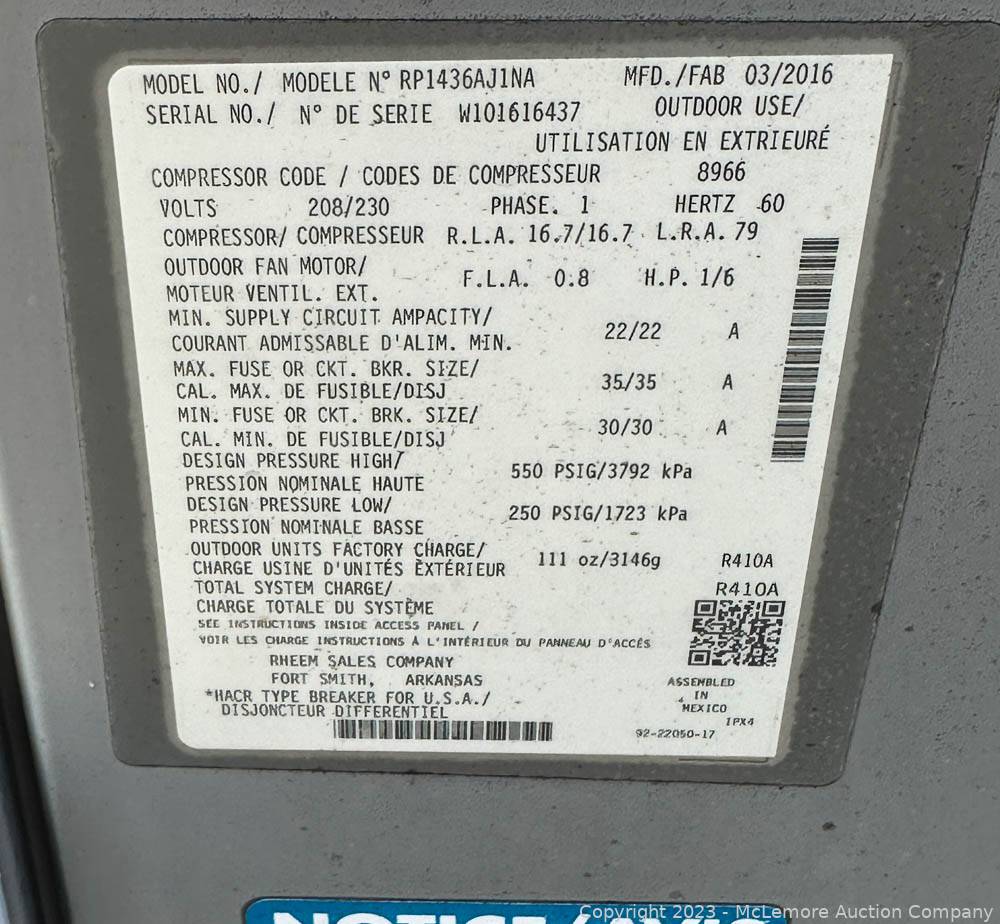 MODEL NO./ MODELE N° RP1436AJ1NA MFD./FAB 03/2016
SERIAL NO./ N° DE SERIE W101616437 OUTDOOR USE/
UTILISATION EN EXTRIEURÉ
COMPRESSOR CODE / CODES DE COMPRESSEUR 8966
VOLTS 208/230 PHASE. 1 HERTZ 60
COMPRESSOR/ COMPRESSEUR R.L.A. 16.7/16.7 L.R.A. 79
OUTDOOR FAN MOTOR/
MOTEUR VENTIL. EXT. F.L.A. 0.8 H.P. 1/6
MIN. SUPPLY CIRCUIT AMPACITY/
COURANT ADMISSABLE D'ALIM. MIN. 22/22 A
MAX. FUSE OR CKT. BKR. SIZE/
CAL. MAX. DE FUSIBLE/DISJ 35/35 A
MIN. FUSE OR CKT. BRK. SIZE/
CAL. MIN. DE FUSIBLE/DISJ 30/30 A
DESIGN PRESSURE HIGH/
PRESSION NOMINALE HAUTE 550 PSIG/3792 kPa
DESIGN PRESSURE LOW/
PRESSION NOMINALE BASSE 250 PSIG/1723 kPa
OUTDOOR UNITS FACTORY CHARGE/
CHARGE USINE D'UNITÉS EXTÉRIEUR 111 oz/3146g R410A
TOTAL SYSTEM CHARGE/ R410A
CHARGE TOTALE DU SYSTÈME
SÉE INSTRUCTIONS INSIDE ACCESS PANEL /
VOIR LES CHARGE INSTRUCTIONS À L'INTÉRIEUR DU PANNEAU D'ACCÉS
RHEEM SALES COMPANY
FORT SMITH, ARKANSAS
*HACR TYPE BREAKER FOR U.S.A./
DISJONCTEUR DIFFERENTIEL
ASSEMBLED
IN
MEXICO
IPX4
92-22050-17
Copyright 2023 - McLemore Auction Company